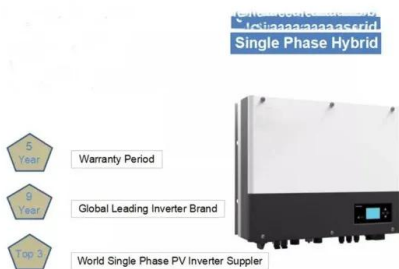 Single Phase Hybrid
5
Year
Warranty Period
9
Year
Global Leading Inverter Brand
Top 3
World Single Phase PV Inverter Suppler